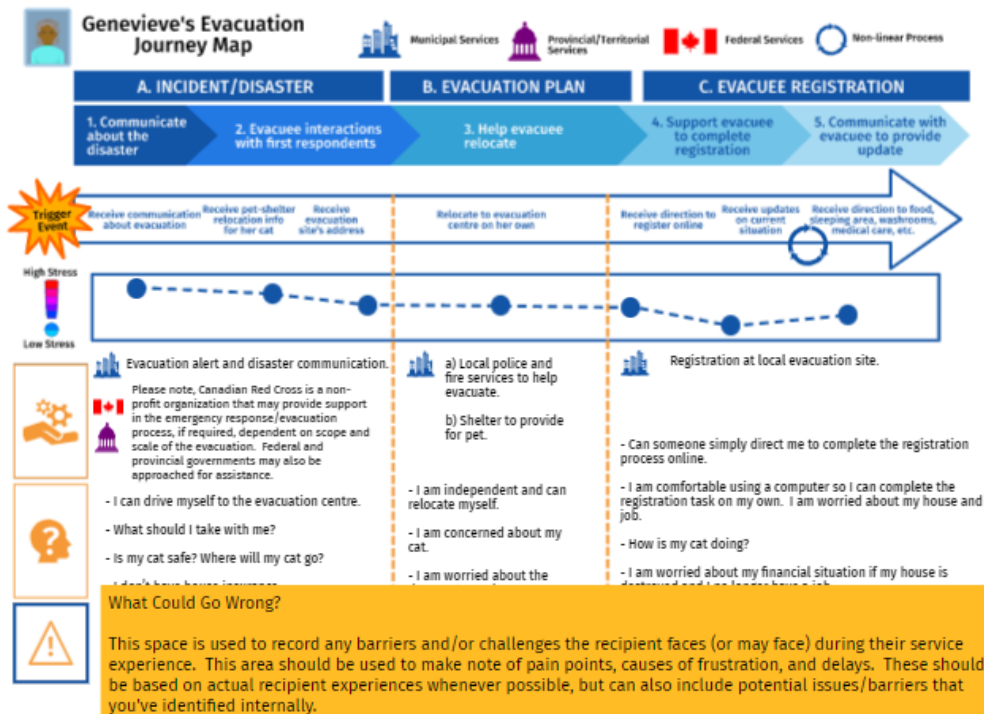 Genevieve's Evacuation
Journey Map
Municipal Services
Provincial/Territorial
Services
Federal Services
Non-linear Process
A. INCIDENT/DISASTER
B. EVACUATION PLAN
C. EVACUEE REGISTRATION
1. Communicate
about the
disaster
2. Evacuee interactions
with first respondents
3. Help evacuee
relocate
4. Support evacuee
to complete
registration
5. Communicate with
evacuee to provide
update
Trigger
Event
Receive communication
about evacuation
Receive pet-shelter
relocation info
for her cat
Receive
evacuation
site's address
Relocate to evacuation
centre on her own
Receive direction to
register online
Receive updates
on current
situation
Receive direction to food,
sleeping area, washrooms,
medical care, etc.
High Stress
Low Stress
Evacuation alert and disaster communication.
Please note, Canadian Red Cross is a non-
profit organization that may provide support
in the emergency response/evacuation
process, if required, dependent on scope and
scale of the evacuation. Federal and
provincial governments may also be
approached for assistance.
- I can drive myself to the evacuation centre.
- What should I take with me?
- Is my cat safe? Where will my cat go?
- I don't have house insurance
a) Local police and
fire services to help
evacuate.
b) Shelter to provide
for pet.
- I am independent and can
relocate myself.
- I am concerned about my
cat.
- I am worried about the
Registration at local evacuation site.
- Can someone simply direct me to complete the registration
process online.
- I am comfortable using a computer so I can complete the
registration task on my own. I am worried about my house and
job.
- How is my cat doing?
- I am worried about my financial situation if my house is
destroyed and I no longer have a job
What Could Go Wrong?
This space is used to record any barriers and/or challenges the recipient faces (or may face) during their service
experience. This area should be used to make note of pain points, causes of frustration, and delays. These should
be based on actual recipient experiences whenever possible, but can also include potential issues/barriers that
you've identified internally.